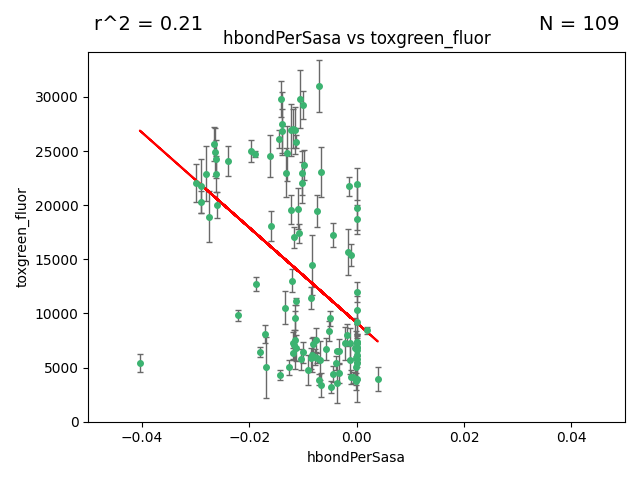 r^2 = 0.21
N = 109
hbondPerSasa vs toxgreen_fluor
toxgreen_fluor
30000
25000
20000
15000
10000
5000
0
−0.04
−0.02
0.00
0.02
0.04
hbondPerSasa